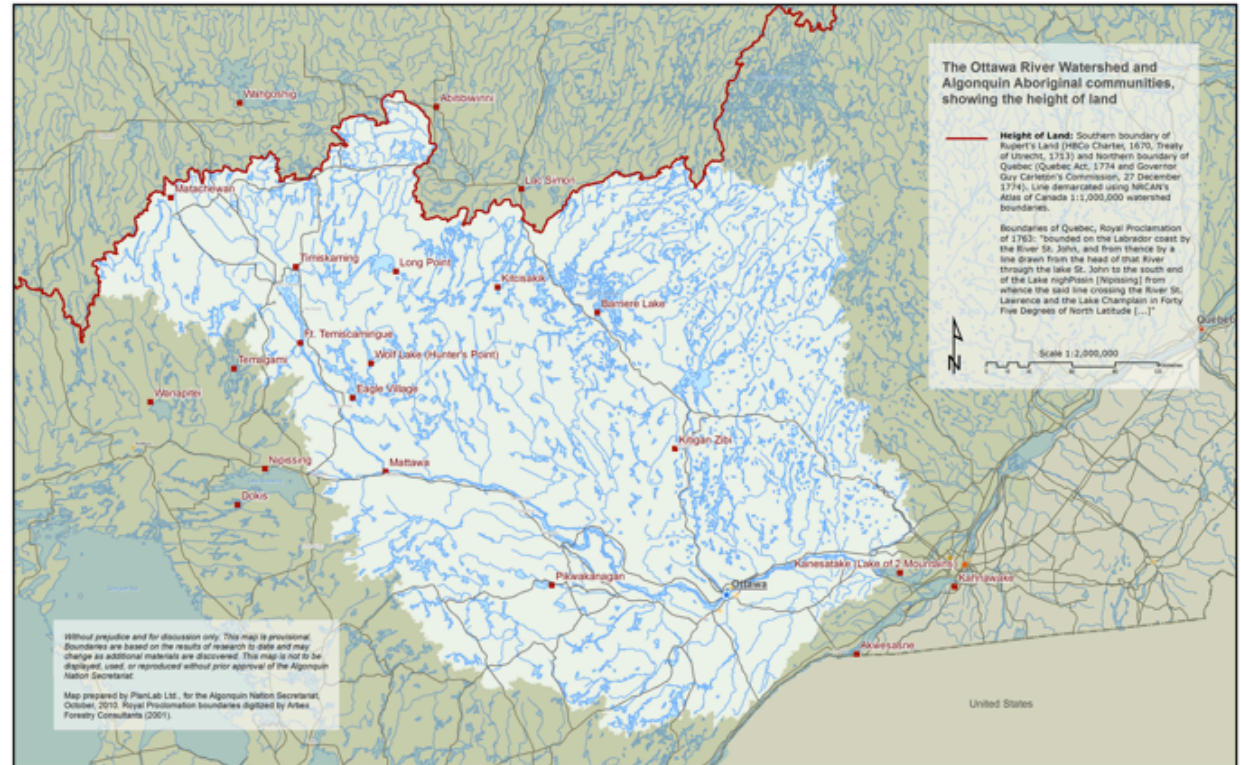 The Ottawa River Watershed and
Algonquin Aboriginal communities,
showing the height of land
Height of Land: Southern boundary of
Rupert's Land (HBCo Charter, 1670, Treaty
of Utrecht, 1713) and Northern boundary of
Quebec (Quebec Act, 1774 and Governor
Guy Carleton's Commission, 27 December
1774). Line demarcated using NRCAN's
Atlas of Canada 1:1,000,000 watershed
boundaries.
Boundaries of Quebec, Royal Proclamation
of 1763: "bounded on the Labrador coast by
the River St. John, and from thence by a
line drawn from the head of that River
through the lake St. John to the south end
of the Lake nighPissin [Nipissing] from
whence the said line crossing the River St.
Lawrence and the Lake Champlain in Forty
Five Degrees of North Latitude [...]"
N
Scale 1:2,000,000
Wahgoshig
Abitibiwinni
Matachewan
Lac Simon
Timiskaming
Long Point
Kitcisakik
Barriere Lake
Quebec
Ft. Temiscamingue
Wolf Lake (Hunter's Point)
Temagami
Eagle Village
Wanapitei
Kitigan Zibi
Nipissing
Mattawa
Dokis
Pikwakanagan
Ottawa
Kanesatake (Lake of 2 Mountains)
Kahnawake
Akwesasne
United States
Without prejudice and for discussion only. This map is provisional.
Boundaries are based on the results of research to date and may
change as additional materials are discovered. This map is not to be
displayed, used, or reproduced without prior approval of the Algonquin
Nation Secretariat.
Map prepared by PlanLab Ltd., for the Algonquin Nation Secretariat,
October, 2010. Royal Proclamation boundaries digitized by Arbex
Forestry Consultants (2001).